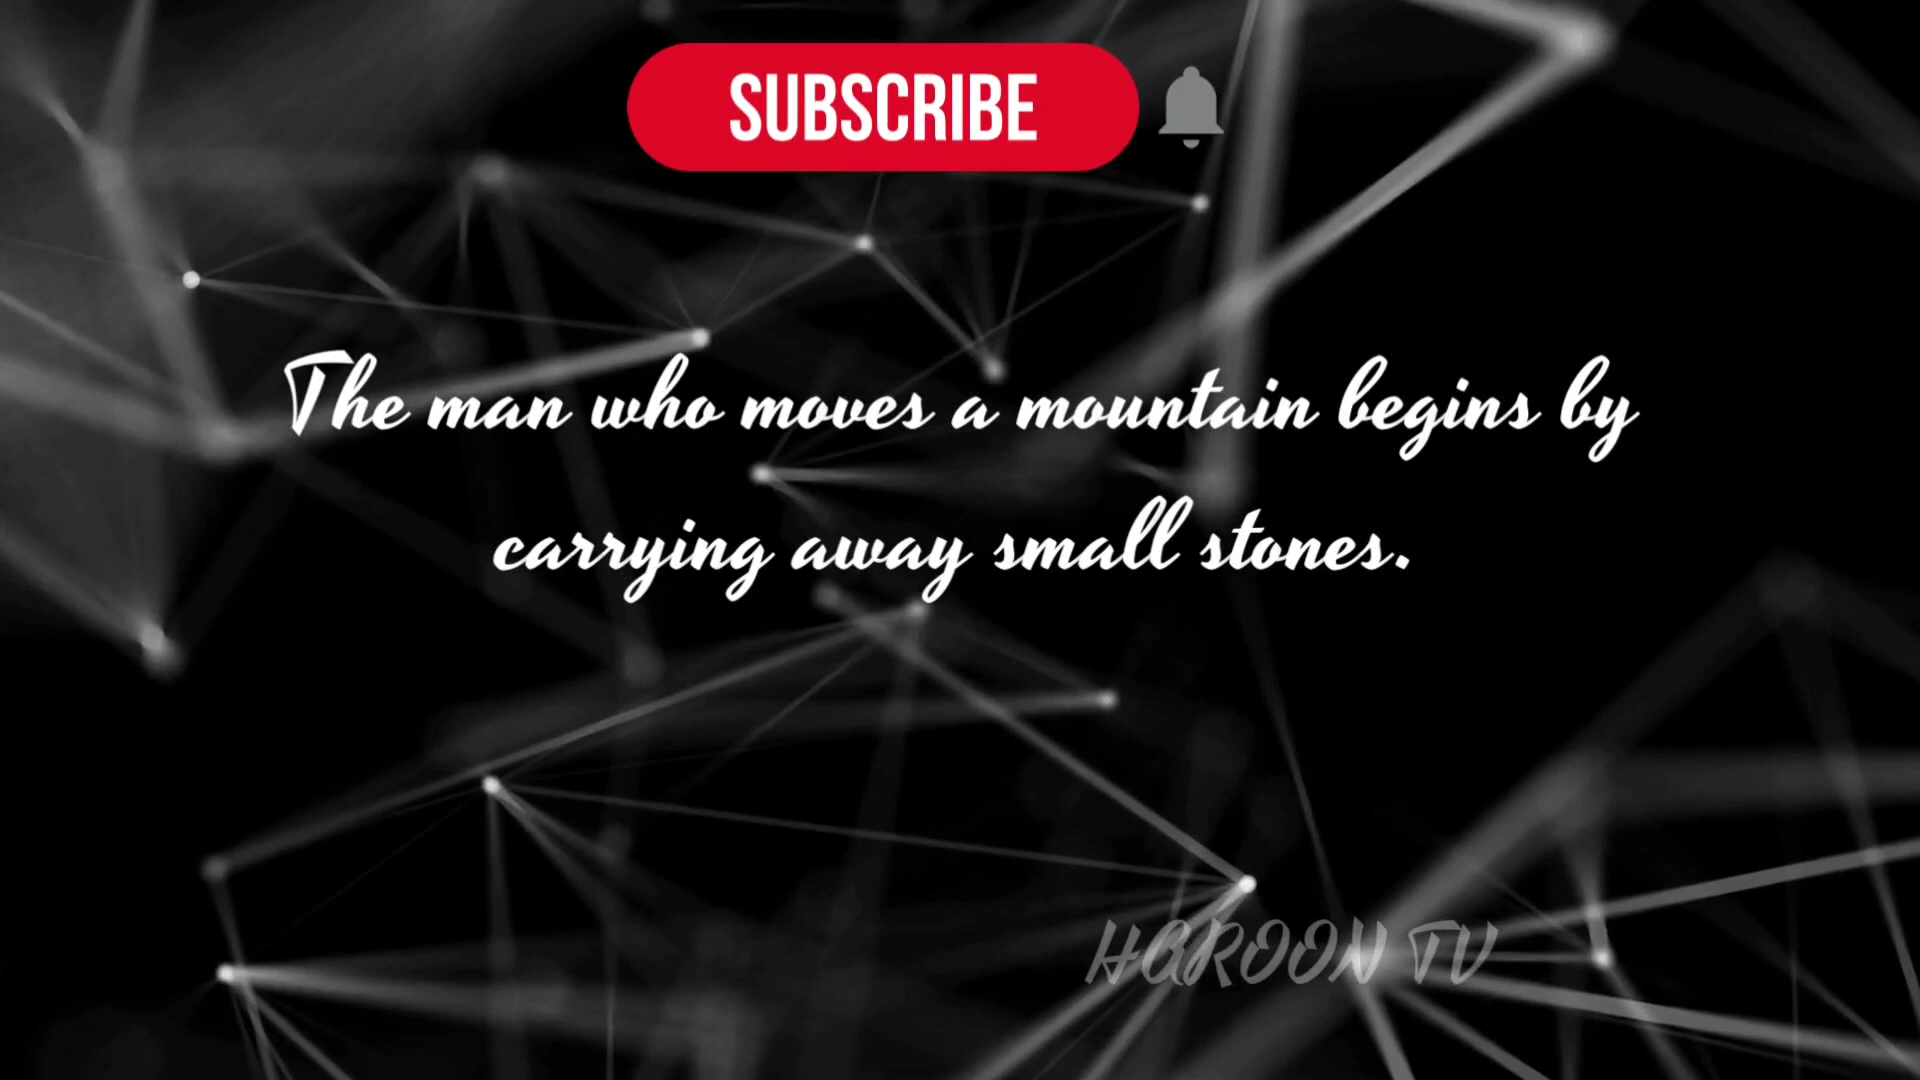 SUBSCRIBE
The man who moves a mountain begins by
carrying away small stones.
HAROON TV